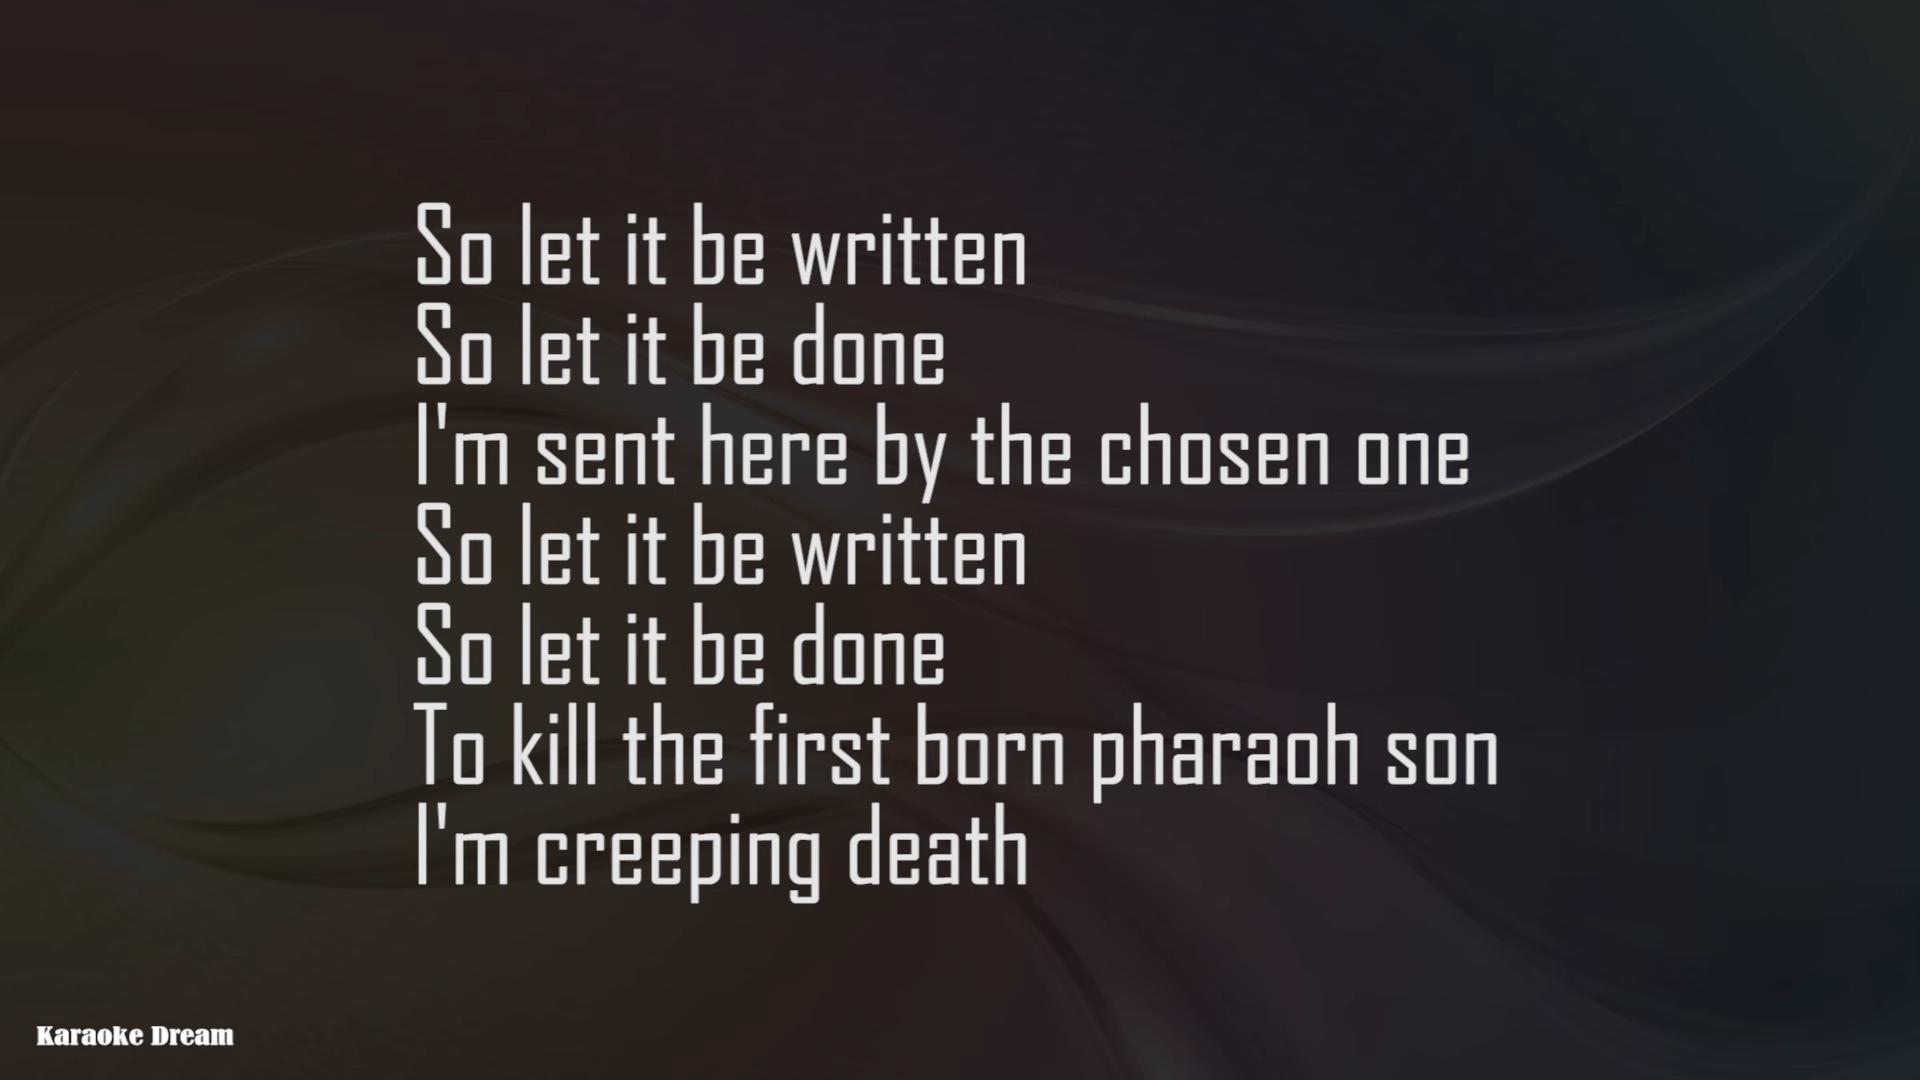 So let it be written
So let it be done
I'm sent here by the chosen one
So let it be written
So let it be done
To kill the first born pharaoh son
I'm creeping death
Karaoke Dream